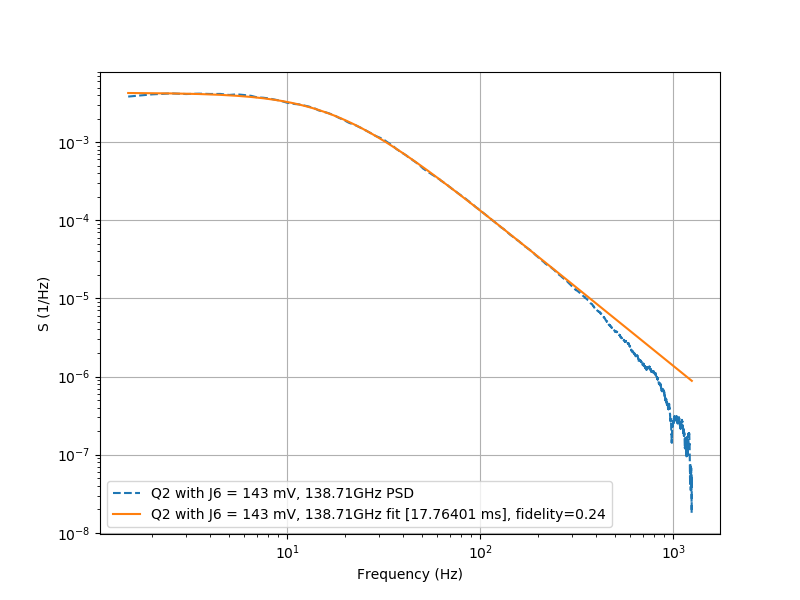 10⁻³
10⁻⁴
10⁻⁵
10⁻⁶
10⁻⁷
10⁻⁸
S (1/Hz)
Q2 with J6 = 143 mV, 138.71GHz PSD
Q2 with J6 = 143 mV, 138.71GHz fit [17.76401 ms], fidelity=0.24
10¹ 10² 10³
Frequency (Hz)